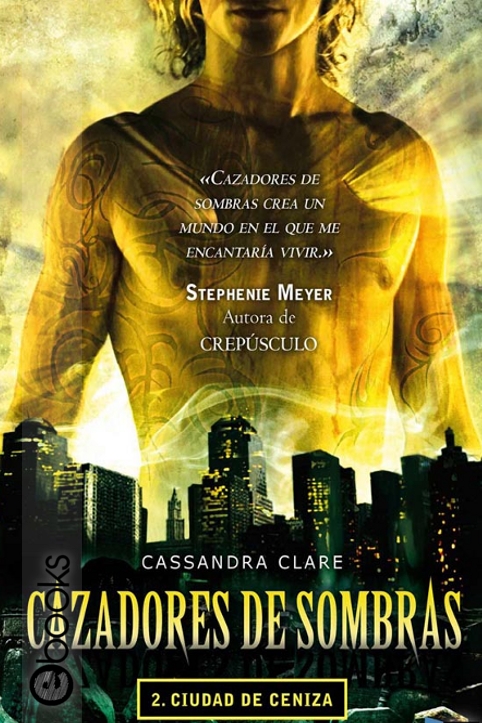 «CAZADORES DE
SOMBRAS CREA UN
MUNDO EN EL QUE ME
ENCANTARÍA VIVIR.»
STEPHENIE MEYER
Autora de
CREPÚSCULO
CASSANDRA CLARE
CAZADORES DE SOMBRAS
2. CIUDAD DE CENIZA
ebooks